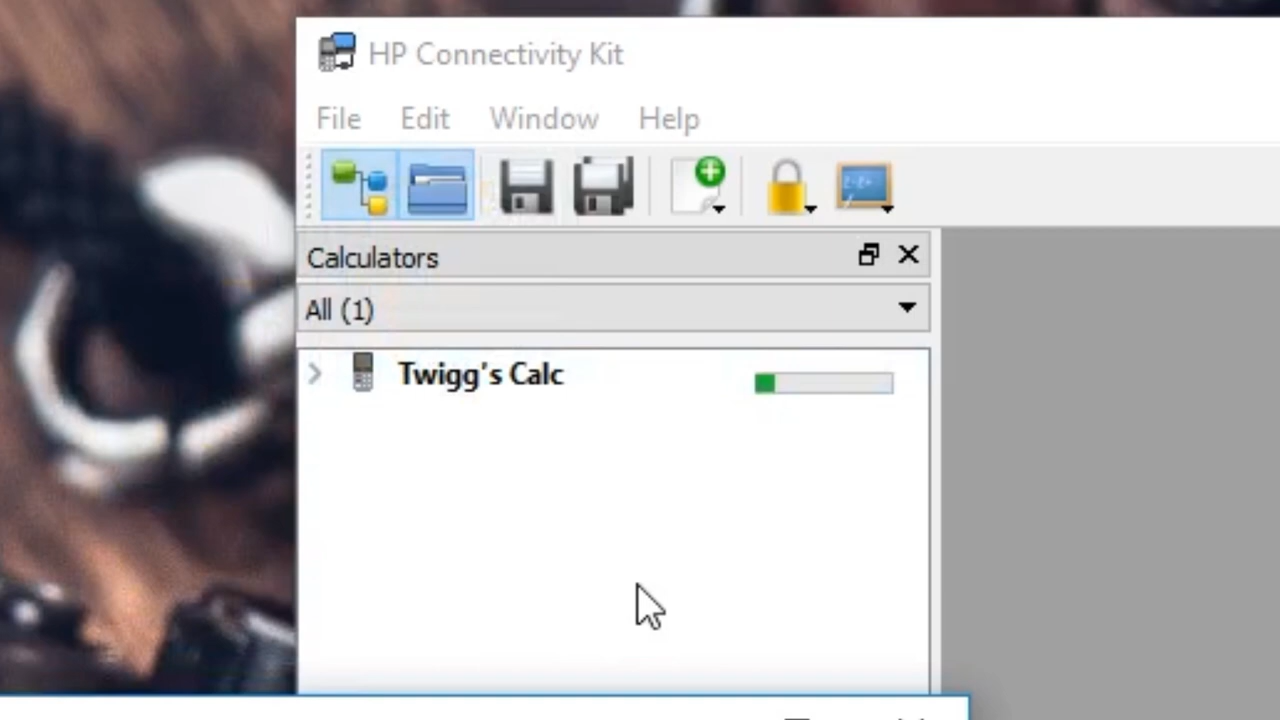 HP Connectivity Kit
File Edit Window Help
Calculators
All (1)
Twigg's Calc